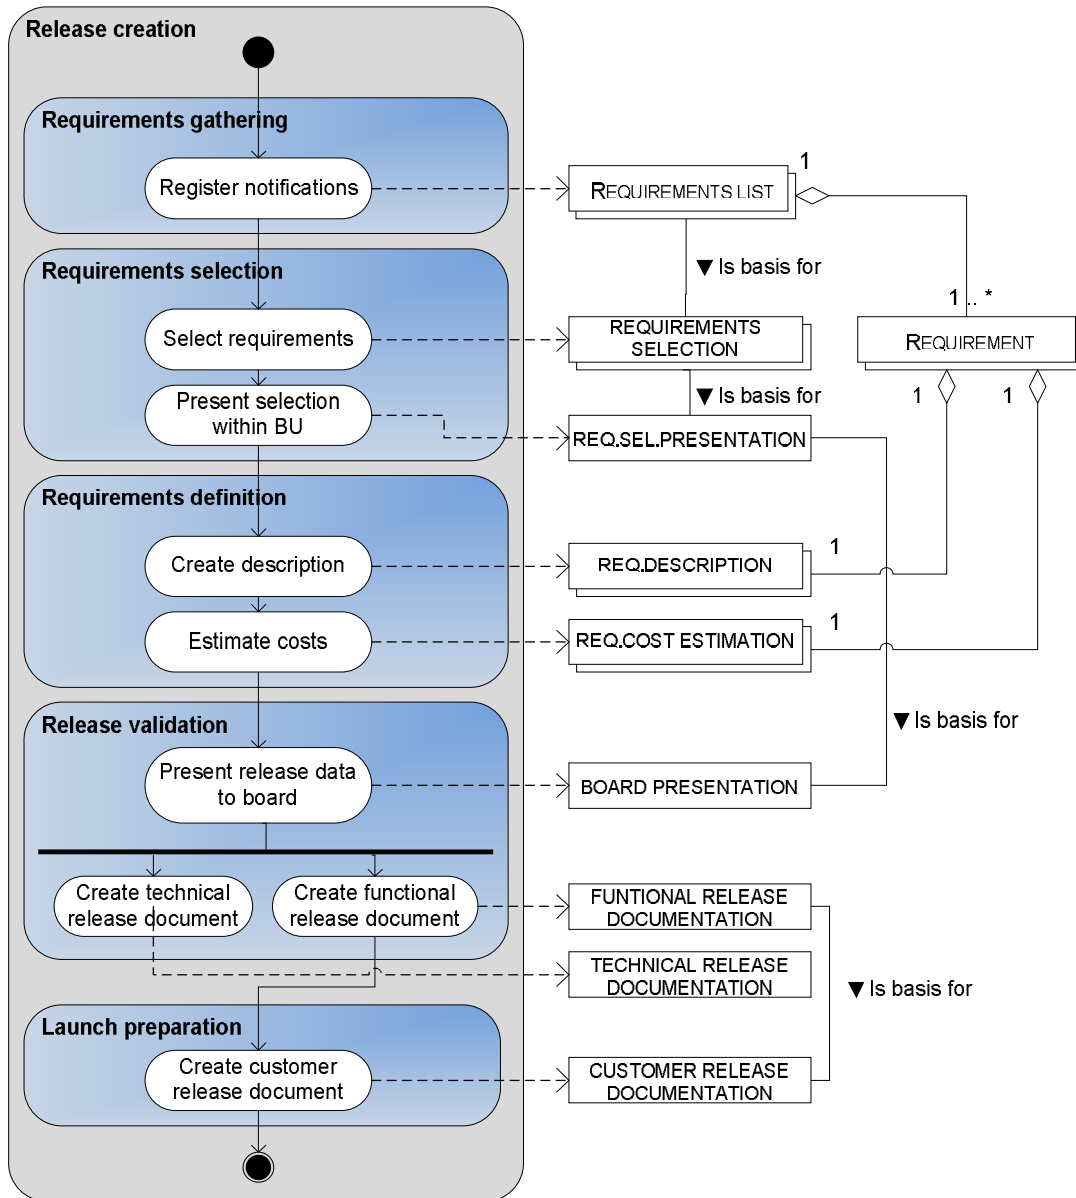 Release creation
Requirements gathering
Register notifications
1
REQUIREMENTS LIST
▼ Is basis for
Requirements selection
1..*
Select requirements
REQUIREMENTS
SELECTION
REQUIREMENT
▼ Is basis for
1
1
Present selection
within BU
REQ.SEL.PRESENTATION
Requirements definition
Create description
REQ.DESCRIPTION
1
Estimate costs
REQ.COST ESTIMATION
1
Release validation
▼ Is basis for
Present release data
to board
BOARD PRESENTATION
Create technical
release document
Create functional
release document
FUNTIONAL RELEASE
DOCUMENTATION
TECHNICAL RELEASE
DOCUMENTATION
▼ Is basis for
Launch preparation
Create customer
release document
CUSTOMER RELEASE
DOCUMENTATION